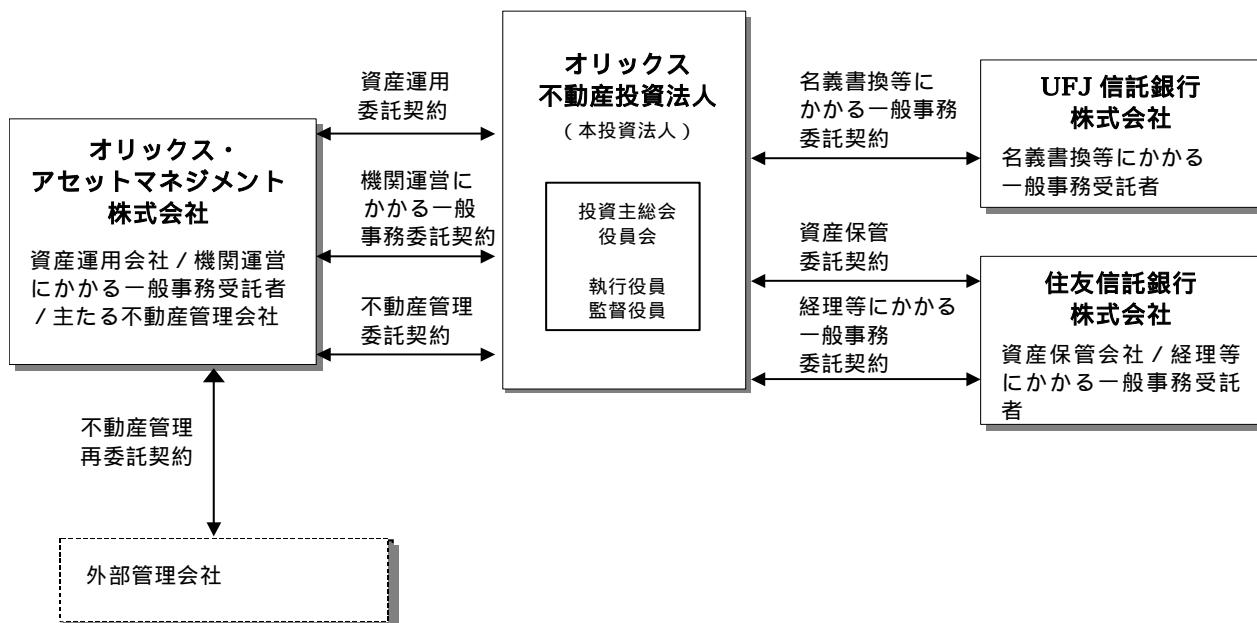 オリックス・
アセットマネジメント
株式会社
資産運用会社 / 機関運営
にかかる一般事務受託者
/ 主たる不動産管理会社
資産運用
委託契約
機関運営に
かかる一般
事務委託契約
不動産管理
委託契約
不動産管理
再委託契約
外部管理会社
オリックス
不動産投資法人
（本投資法人）
投資主総会
役員会
執行役員
監督役員
名義書換等に
かかる一般事務
委託契約
資産保管
委託契約
経理等にかかる
一般事務
委託契約
UFJ 信託銀行
株式会社
名義書換等にかかる
一般事務受託者
住友信託銀行
株式会社
資産保管会社 / 経理等
にかかる一般事務受託
者